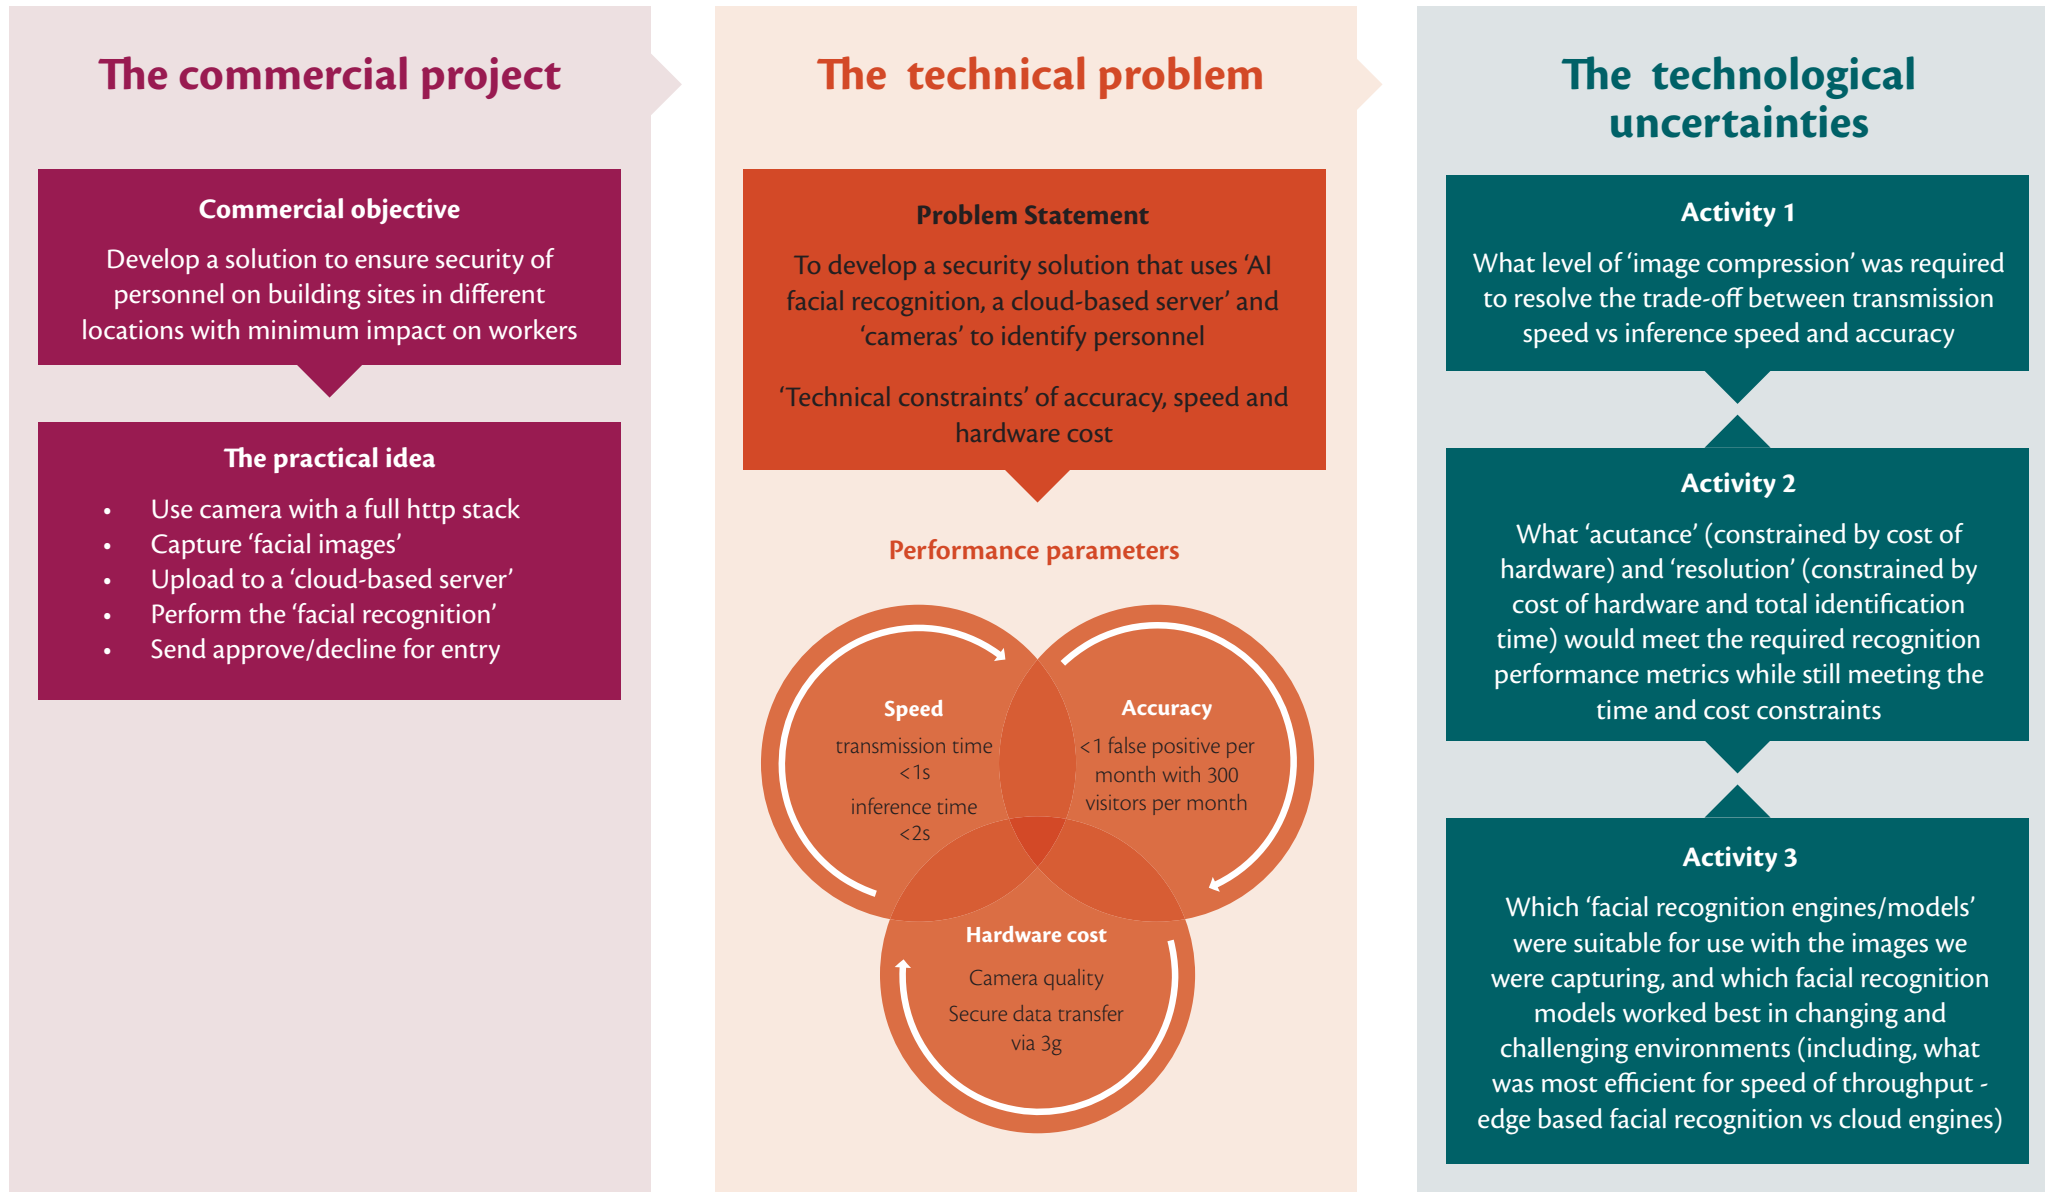 The commercial project
Commercial objective
Develop a solution to ensure security of
personnel on building sites in different
locations with minimum impact on workers
The practical idea
• Use camera with a full http stack
• Capture ‘facial images’
• Upload to a ‘cloud-based server’
• Perform the ‘facial recognition’
• Send approve/decline for entry
The technical problem
Problem Statement
To develop a security solution that uses ‘AI
facial recognition, a cloud-based server’ and
‘cameras’ to identify personnel
‘Technical constraints’ of accuracy, speed and
hardware cost
Performance parameters
Speed
transmission time
<1s
inference time
<2s
Accuracy
<1 false positive per
month with 300
visitors per month
Hardware cost
Camera quality
Secure data transfer
via 3g
The technological
uncertainties
Activity 1
What level of ‘image compression’ was required
to resolve the trade-off between transmission
speed vs inference speed and accuracy
Activity 2
What ‘acutance’ (constrained by cost of
hardware) and ‘resolution’ (constrained by
cost of hardware and total identification
time) would meet the required recognition
performance metrics while still meeting the
time and cost constraints
Activity 3
Which ‘facial recognition engines/models’
were suitable for use with the images we
were capturing, and which facial recognition
models worked best in changing and
challenging environments (including, what
was most efficient for speed of throughput -
edge based facial recognition vs cloud engines)